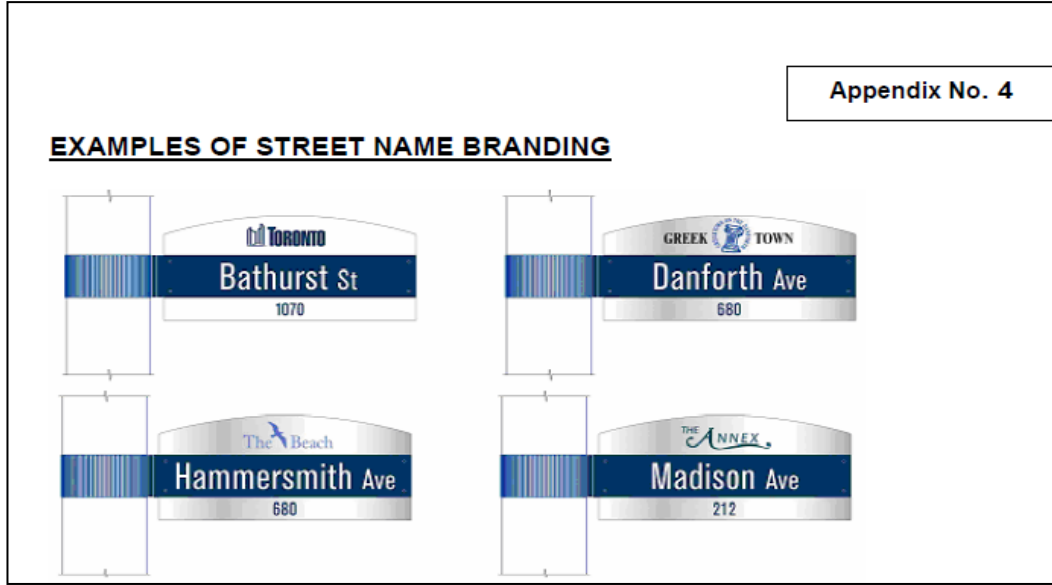 Appendix No. 4
EXAMPLES OF STREET NAME BRANDING
TORONTO
Bathurst St
1070
GREEK TOWN
Danforth Ave
680
The Beach
Hammersmith Ave
680
THE ANNEX
Madison Ave
212